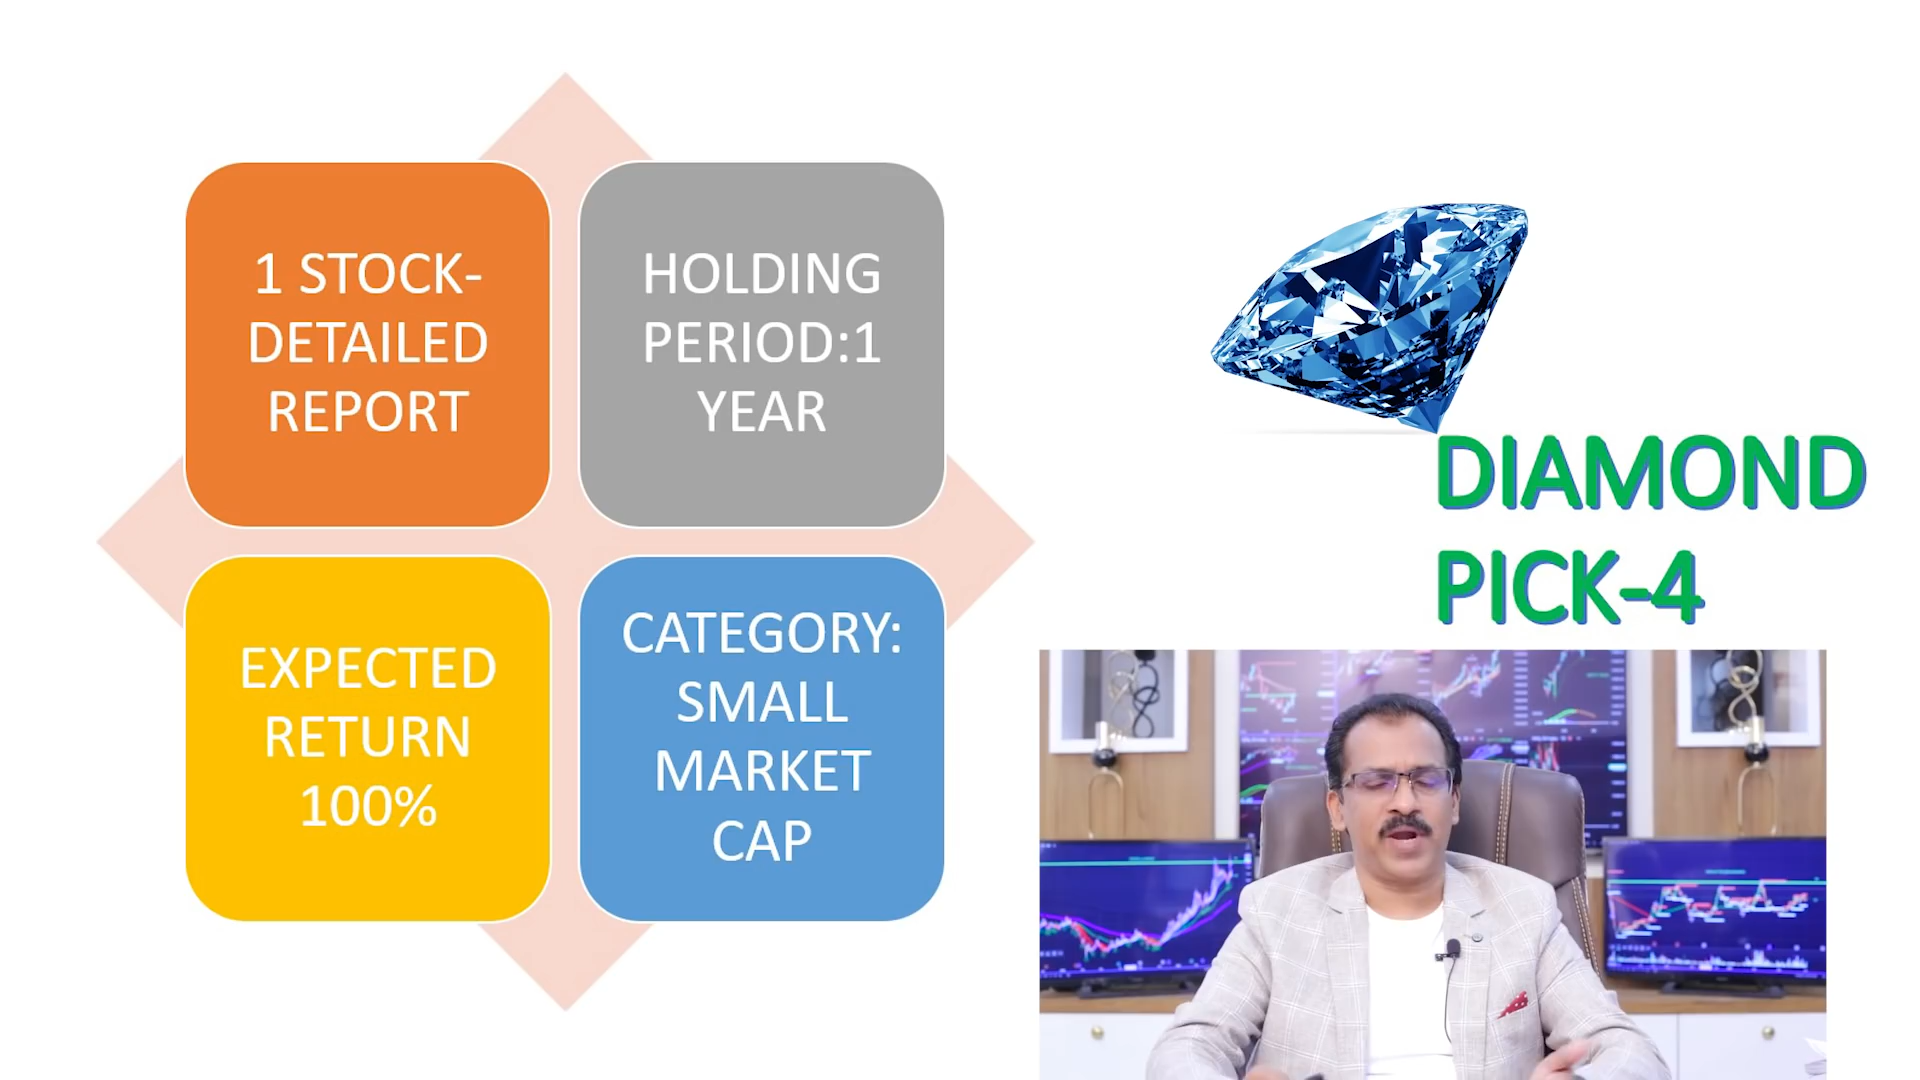 1 STOCK-
DETAILED
REPORT
HOLDING
PERIOD:1
YEAR
EXPECTED
RETURN
100%
CATEGORY:
SMALL
MARKET
CAP
DIAMOND
PICK-4